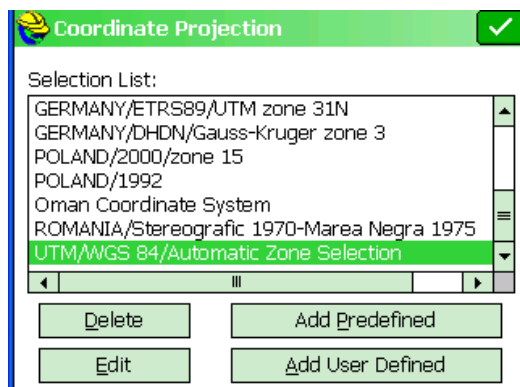 Coordinate Projection
Selection List:
GERMANY/ETRS89/UTM zone 31N
GERMANY/DHDN/Gauss-Kruger zone 3
POLAND/2000/zone 15
POLAND/1992
Oman Coordinate System
ROMANIA/Stereografic 1970-Marea Negra 1975
UTM/WGS 84/Automatic Zone Selection
Delete Add Predefined
Edit Add User Defined